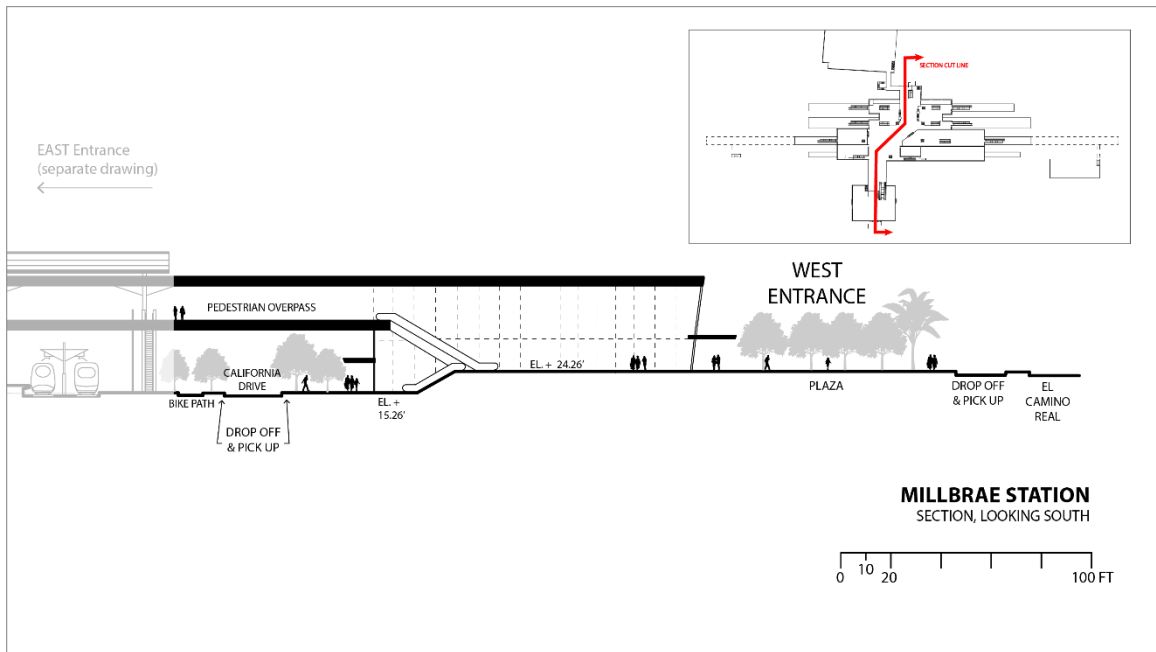 SECTION CUT LINE
EAST Entrance
(separate drawing)
WEST
ENTRANCE
PEDESTRIAN OVERPASS
EL. + 24.26'
CALIFORNIA
DRIVE
PLAZA
DROP OFF
& PICK UP
EL
CAMINO
REAL
BIKE PATH
EL. +
15.26'
DROP OFF
& PICK UP
MILLBRAE STATION
SECTION, LOOKING SOUTH
0 10 20 100 FT